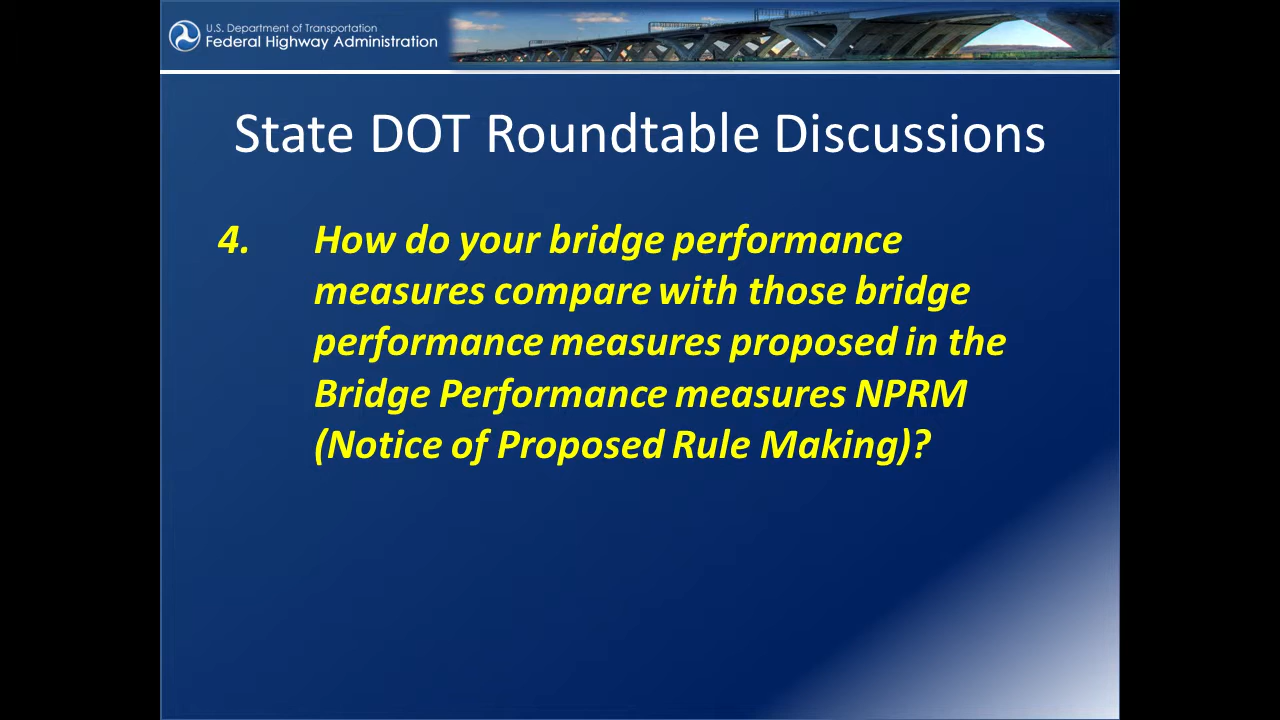 U.S. Department of Transportation
Federal Highway Administration
State DOT Roundtable Discussions
4. How do your bridge performance
measures compare with those bridge
performance measures proposed in the
Bridge Performance measures NPRM
(Notice of Proposed Rule Making)?